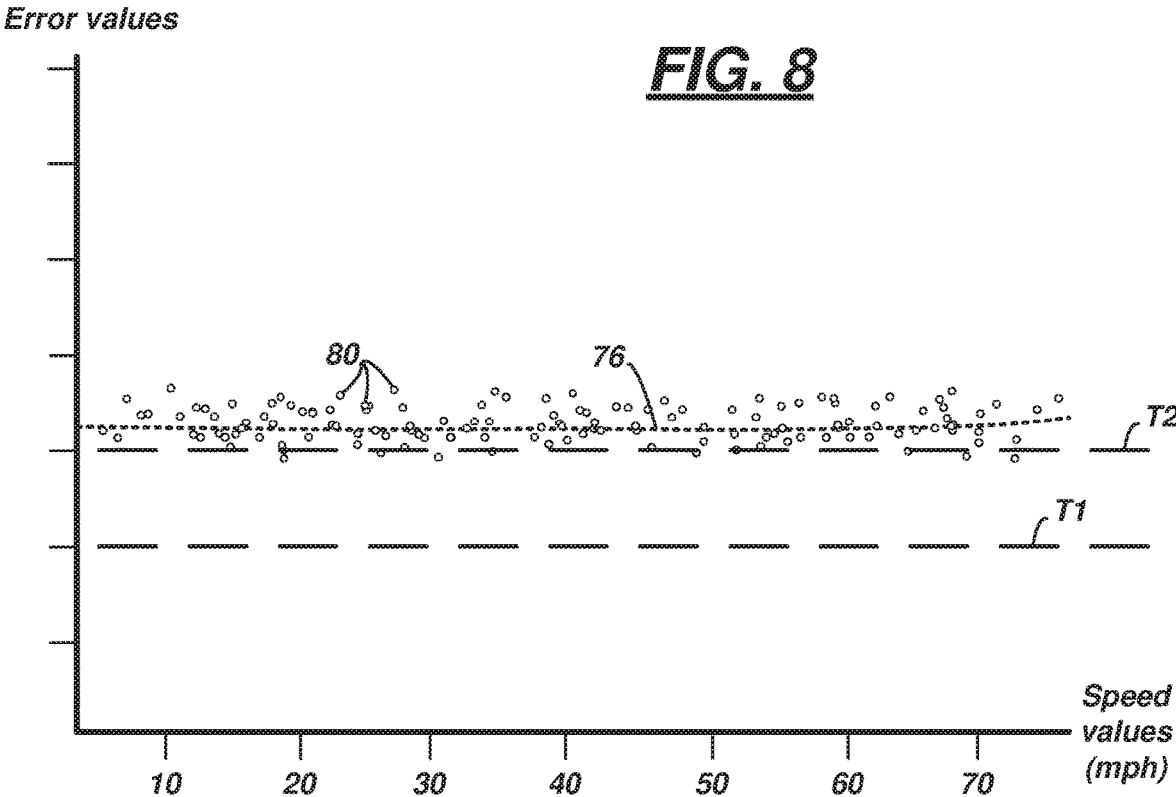 Error values
FIG. 8
80
76
T2
T1
Speed
values
(mph)
10 20 30 40 50 60 70